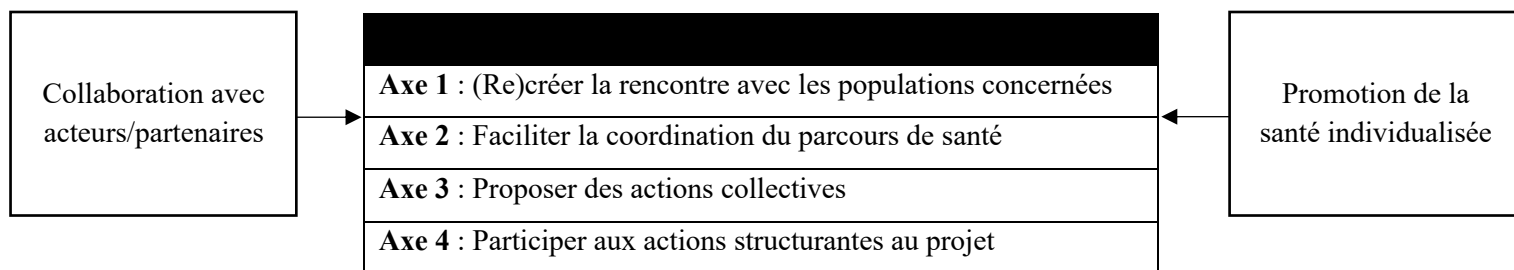 Collaboration avec
acteurs/partenaires
Axe 1 : (Re)créer la rencontre avec les populations concernées
Axe 2 : Faciliter la coordination du parcours de santé
Axe 3 : Proposer des actions collectives
Axe 4 : Participer aux actions structurantes au projet
Promotion de la
santé individualisée